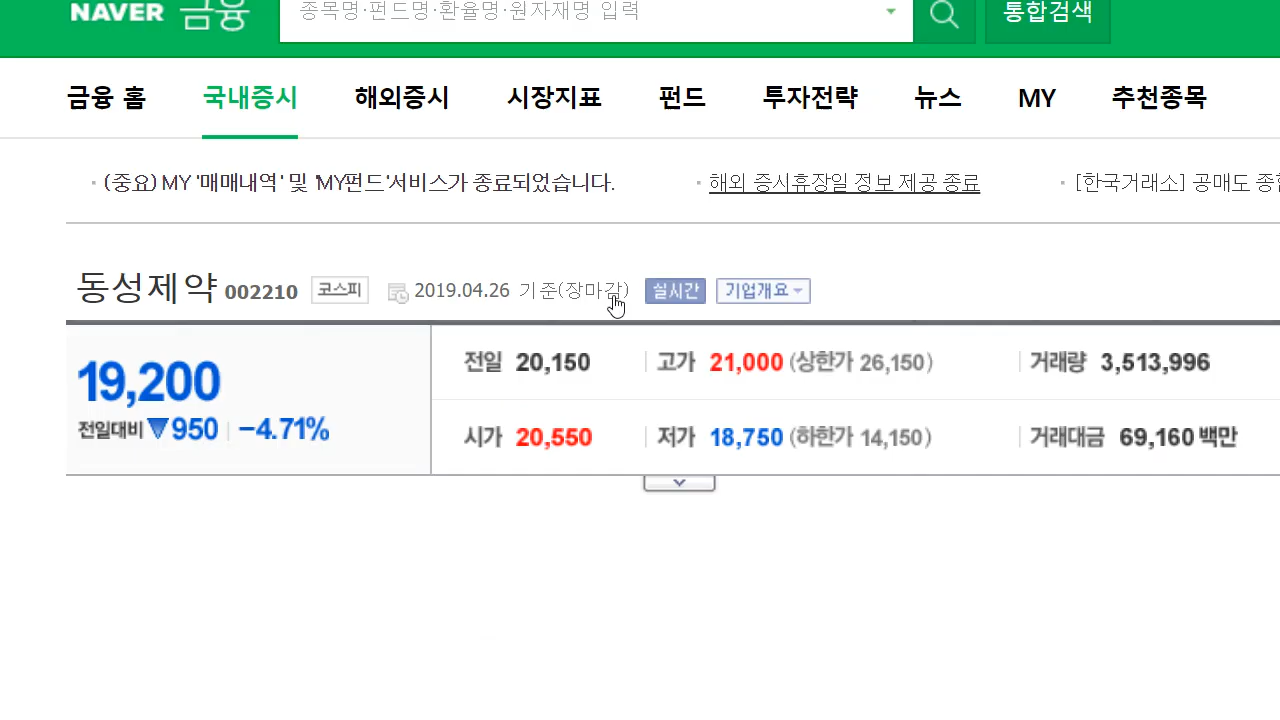 NAVER 금융 종목명·펀드명·환율명·원자재명 입력 통합검색
금융 홈 국내증시 해외증시 시장지표 펀드 투자전략 뉴스 MY 추천종목
(중요) MY '매매내역' 및 'MY펀드'서비스가 종료되었습니다. 해외 증시휴장일 정보 제공 종료 [한국거래소] 공매도
동성제약 002210 코스피 2019.04.26 기준(장마감) 실시간 기업개요
19,200 전일 20,150 고가 21,000 (상한가 26,150) 거래량 3,513,996
전일대비 ▼950 -4.71% 시가 20,550 저가 18,750 (하한가 14,150) 거래대금 69,160 백만